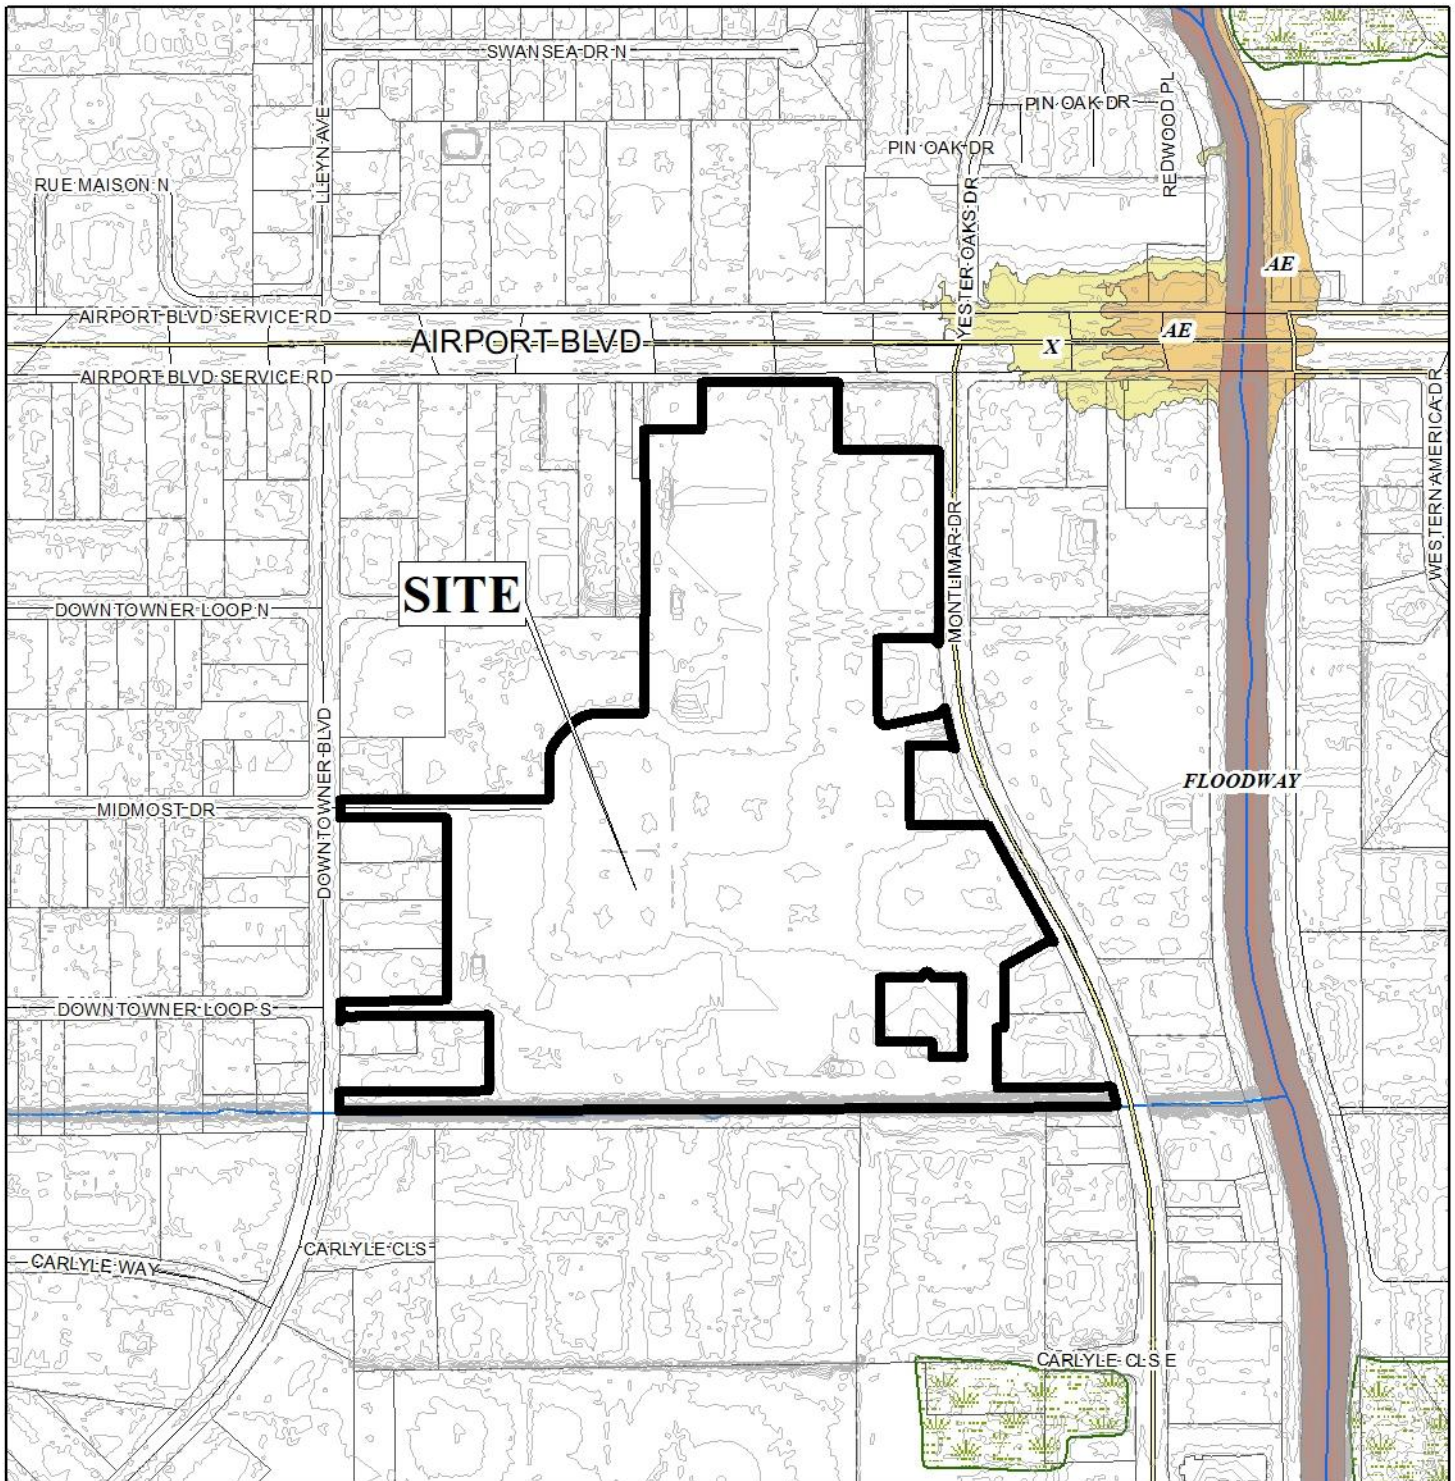 SWANSEA DR N
LLEYN AVE
PIN OAK DR
REDWOOD PL
PIN OAK DR
RUE MAISON N
YESTER OAKS DR
AE
AIRPORT BLVD SERVICE RD
AIRPORT BLVD
X
AE
AIRPORT BLVD SERVICE RD
WESTERN AMERICA DR
MONTLIMAR DR
SITE
DOWNTOWNER LOOP N
DOWNTOWNER BLVD
FLOODWAY
MIDMOST DR
DOWNTOWNER LOOP S
CARLYLE CLS
CARLYLE WAY
CARLYLE CLS E